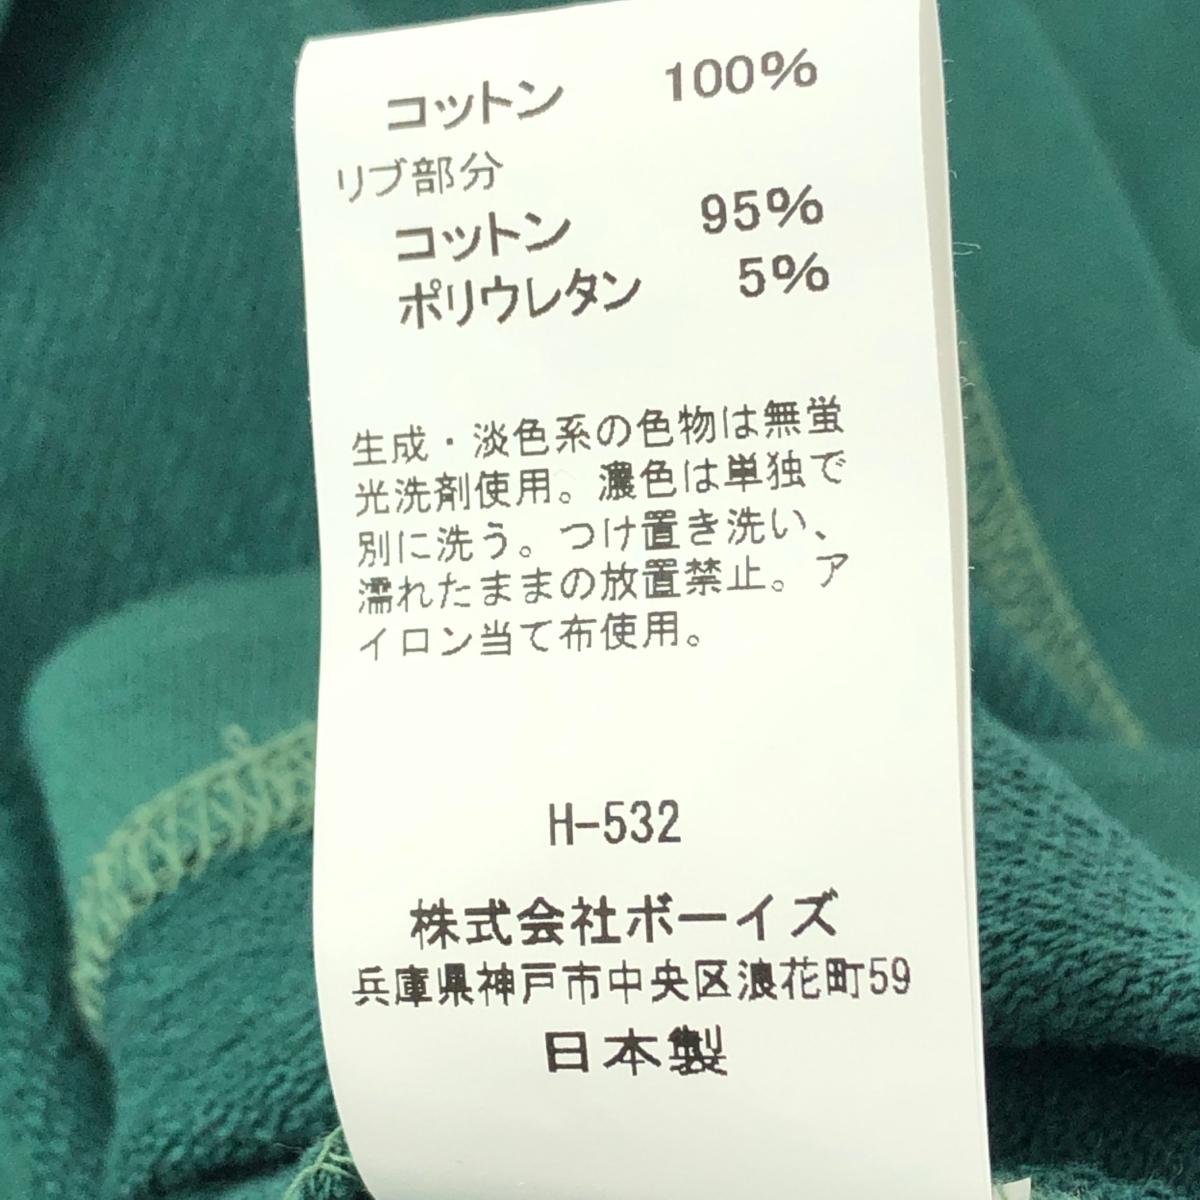 コットン 100%
リブ部分
コットン 95%
ポリウレタン 5%
生成・淡色系の色物は無蛍
光洗剤使用。濃色は単独で
別に洗う。つけ置き洗い、
濡れたままの放置禁止。ア
イロン当て布使用。
H-532
株式会社ボーイズ
兵庫県神戸市中央区浪花町59
日本製